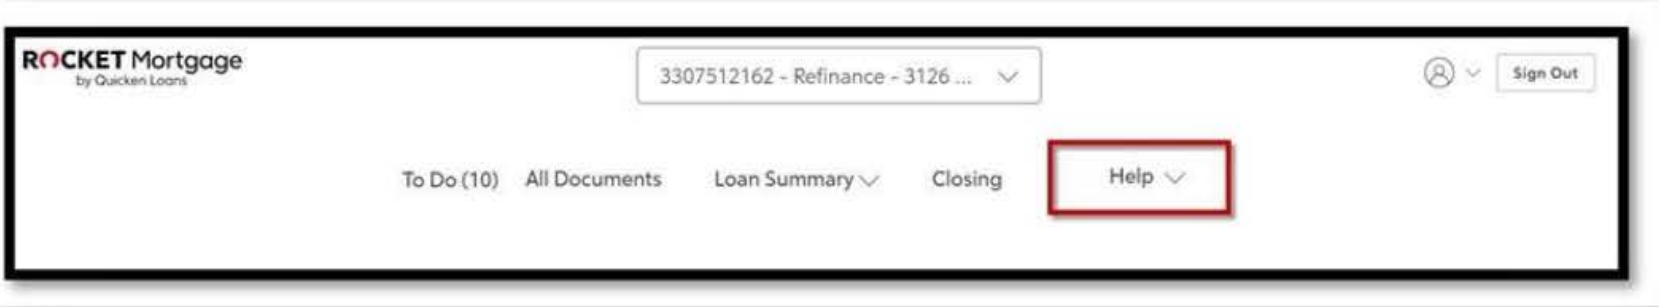 ROCKET Mortgage
by Quicken Loans
3307512162 - Refinance - 3126 ...
Sign Out
To Do (10) All Documents Loan Summary Closing Help